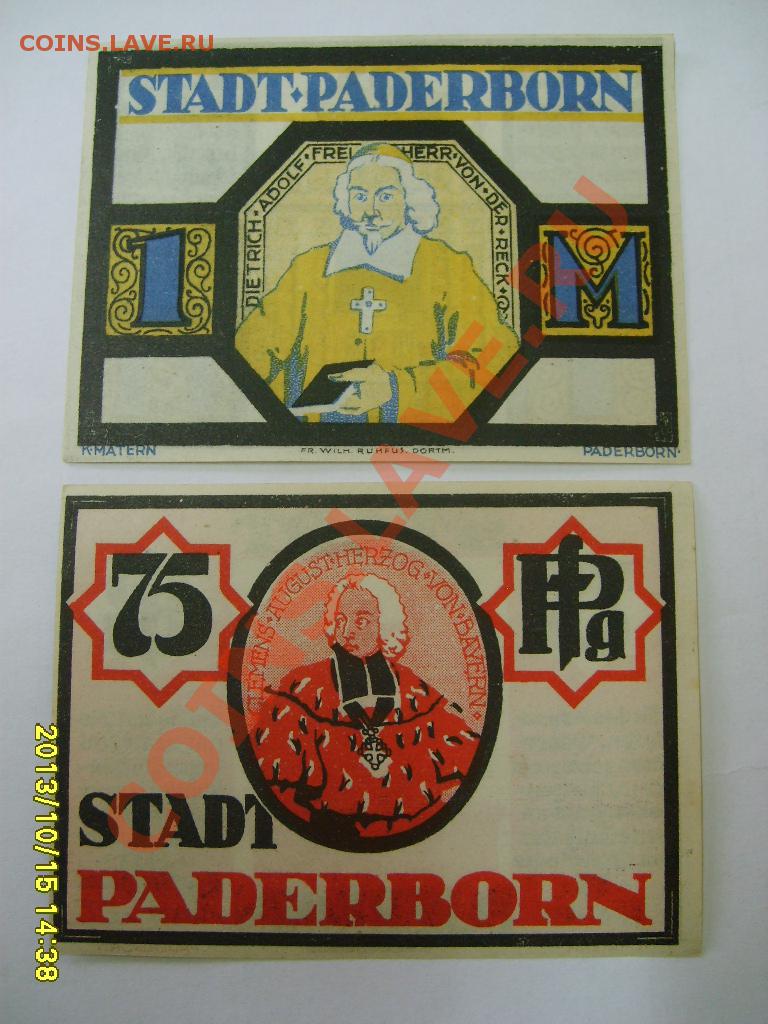 COINS.LAVE.RU
STADT·PADERBORN
DIETRICH·ADOLF·FREIHERR·VON·DER·RECK
1 M
K·MATERN FR. WILH. RUHFUS. DORTM. PADERBORN·
75 Pfg
CLEMENS·AUGUST·HERZOG·VON·BAYERN·
STADT
PADERBORN
2013/10/15 14:38